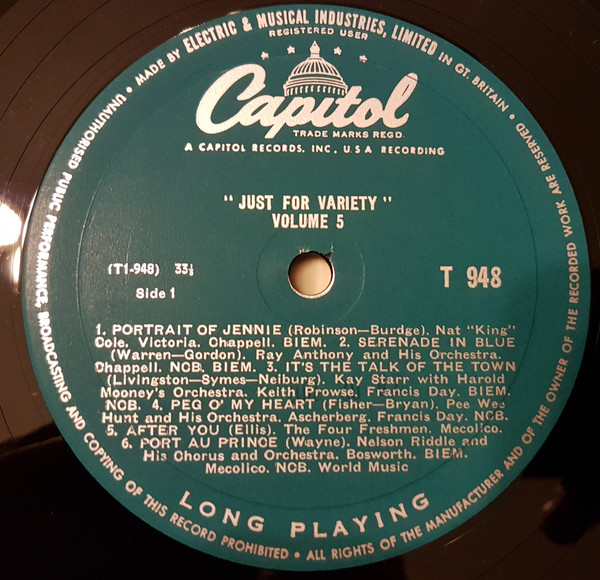 MADE BY ELECTRIC & MUSICAL INDUSTRIES, LIMITED IN GT. BRITAIN •
REGISTERED USER
Capitol
TRADE MARKS REGD.
A CAPITOL RECORDS, INC., U.S.A RECORDING
"JUST FOR VARIETY"
VOLUME 5
(T1-948) 33⅓
T 948
Side 1
1. PORTRAIT OF JENNIE (Robinson—Burdge). Nat "King"
Cole. Victoria. Chappell. BIEM. 2. SERENADE IN BLUE
(Warren—Gordon). Ray Anthony and His Orchestra.
Chappell. NCB. BIEM. 3. IT'S THE TALK OF THE TOWN
(Livingston—Symes—Neiburg). Kay Starr with Harold
Mooney's Orchestra. Keith Prowse, Francis Day. BIEM.
NCB. 4. PEG O' MY HEART (Fisher—Bryan). Pee Wee
Hunt and His Orchestra. Ascherberg. Francis Day. NCB.
5. AFTER YOU (Ellis). The Four Freshmen. Mecolico.
6. PORT AU PRINCE (Wayne). Nelson Riddle and
His Chorus and Orchestra. Bosworth. BIEM.
Mecolico. NCB. World Music
LONG PLAYING
UNAUTHORISED PUBLIC PERFORMANCE, BROADCASTING AND COPYING OF THIS RECORD PROHIBITED • ALL RIGHTS OF THE MANUFACTURER AND OF THE OWNER OF THE RECORDED WORK ARE RESERVED •